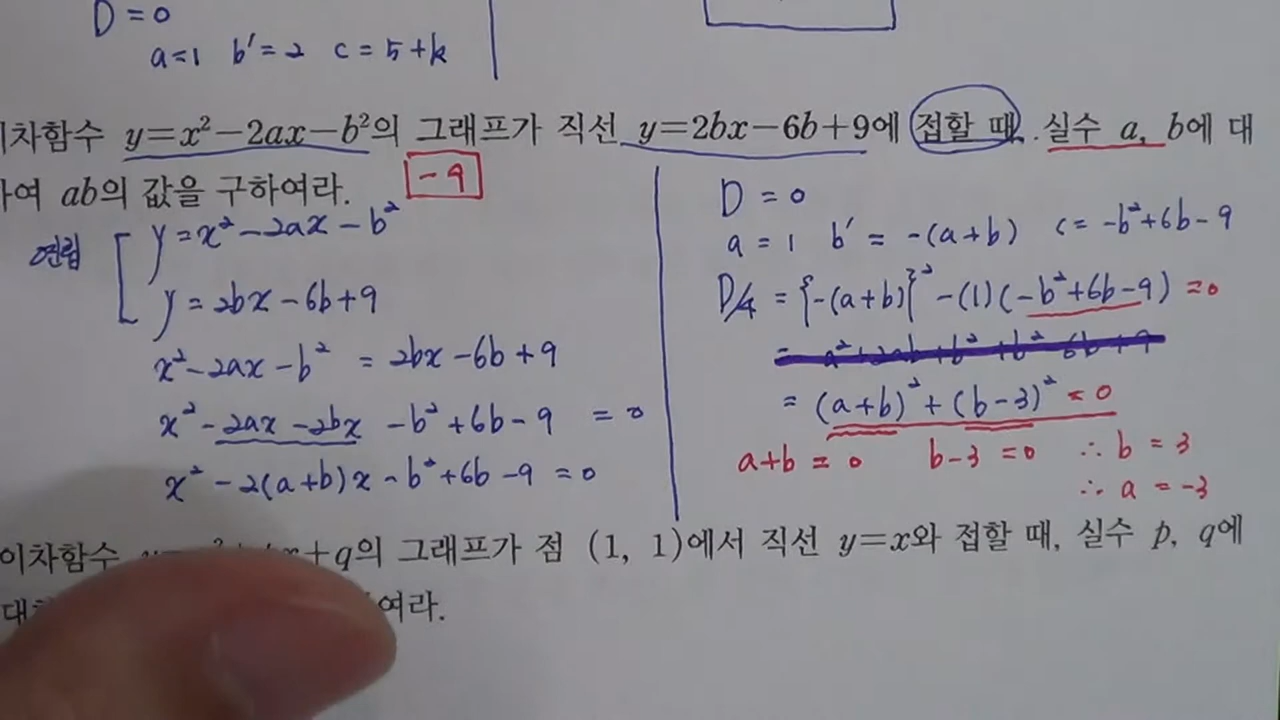 D = 0
a=1 b' = 2 c = 5+k
이차함수 y=x²-2ax-b²의 그래프가 직선 y=2bx-6b+9에 접할 때, 실수 a, b에 대
하여 ab의 값을 구하여라. -9
연립
y = x² - 2ax - b²
y = 2bx - 6b + 9
x² - 2ax - b² = 2bx - 6b + 9
x² - 2ax - 2bx - b² + 6b - 9 = 0
x² - 2(a+b)x - b² + 6b - 9 = 0
D = 0
a = 1 b' = -(a+b) c = -b²+6b-9
D/4 = {-(a+b)}² - (1)(-b²+6b-9) = 0
= a²+2ab+b²+b²-6b+9
= (a+b)² + (b-3)² = 0
a+b = 0 b-3 = 0 ∴ b = 3
∴ a = -3
이차함수 +q의 그래프가 점 (1, 1)에서 직선 y=x와 접할 때, 실수 p, q에
여라.